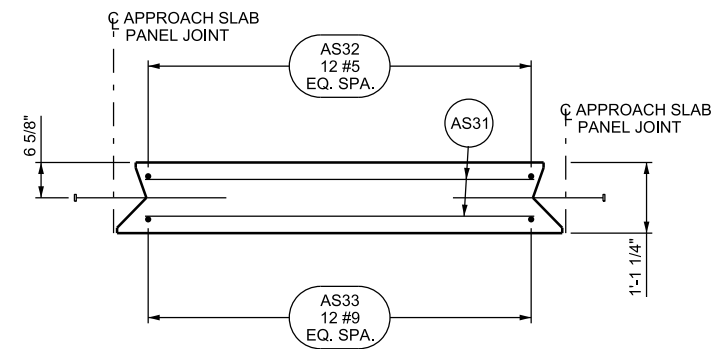 ℄ APPROACH SLAB
PANEL JOINT
AS32
12 #5
EQ. SPA.
AS31
℄ APPROACH SLAB
PANEL JOINT
6 5/8"
1'-1 1/4"
AS33
12 #9
EQ. SPA.